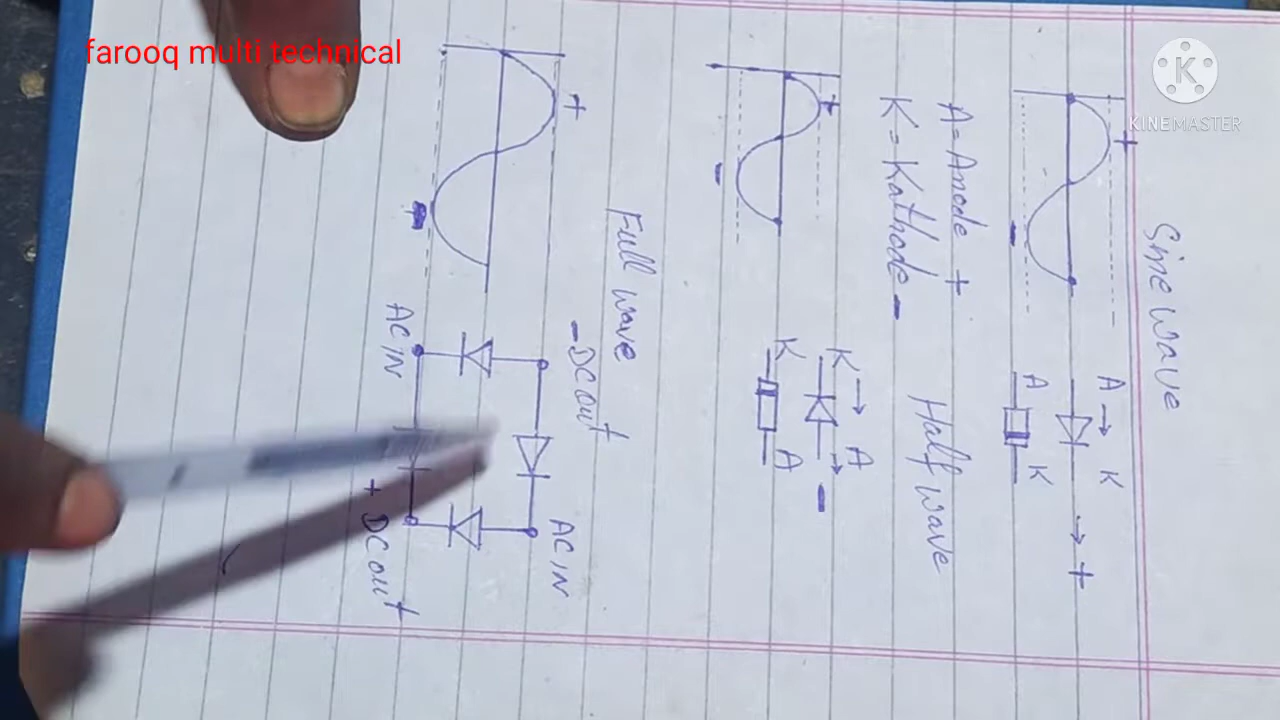 farooq multi technical
K
KINEMASTER
Sine wave
+
-
A → K
→ +
A K
A = Anode +
K = Kathode -
Half wave
+
-
K → A
→ -
K A
Full wave
+
-
- DC out
AC IN
AC IN
+ DC out